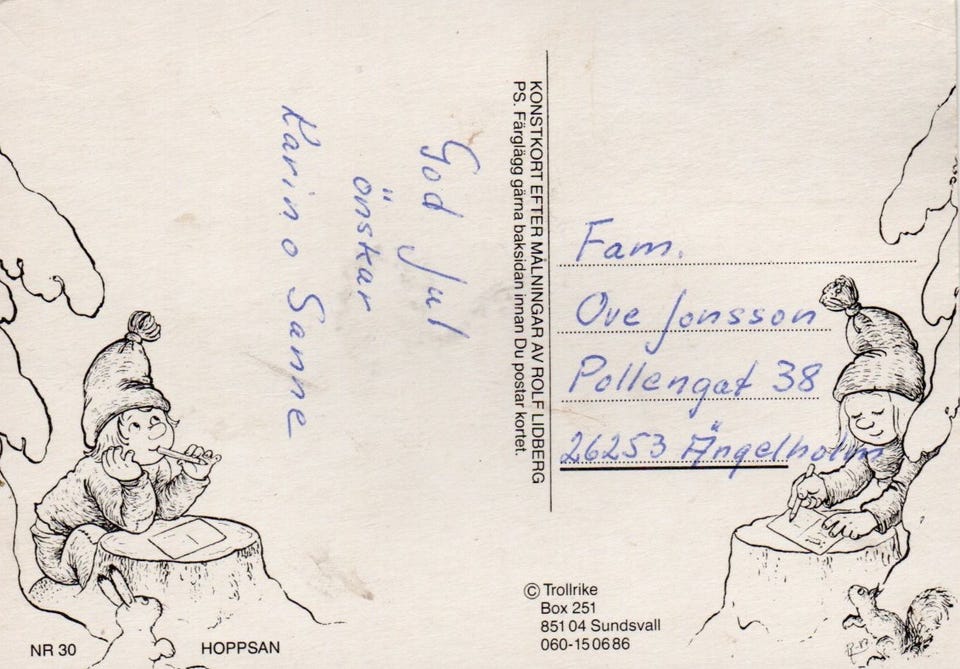 God Jul
önskar
Karin o Sanne
KONSTKORT EFTER MÅLNINGAR AV ROLF LIDBERG
PS. Färglägg gärna baksidan innan Du postar kortet.
Fam.
Ove Jonsson
Pollengat 38
26253 Ängelholm
© Trollrike
Box 251
851 04 Sundsvall
060-15 06 86
NR 30
HOPPSAN